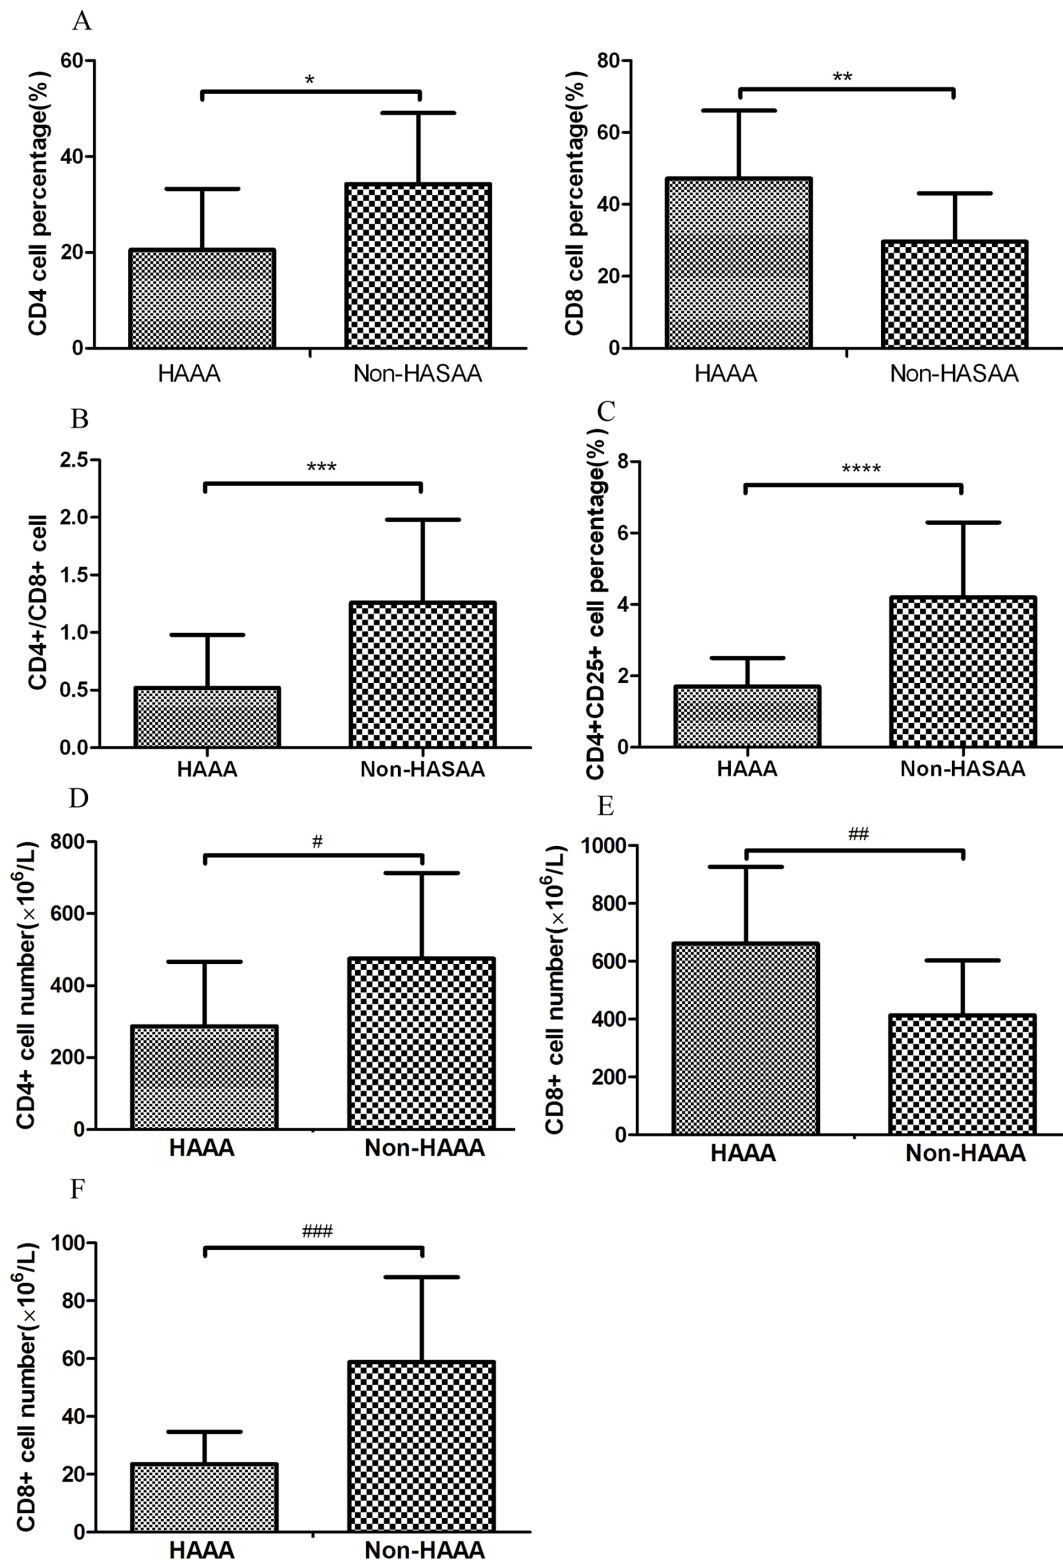 A
CD4 cell percentage(%)
60
40
20
0
*
HAAA
Non-HASAA
CD8 cell percentage(%)
80
60
40
20
0
**
HAAA
Non-HASAA
B
CD4+/CD8+ cell
2.5
2.0
1.5
1.0
0.5
0.0
***
HAAA
Non-HASAA
C
CD4+CD25+ cell percentage(%)
8
6
4
2
0
****
HAAA
Non-HASAA
D
CD4+ cell number(×10⁶/L)
800
600
400
200
0
#
HAAA
Non-HAAA
E
CD8+ cell number(×10⁶/L)
1000
800
600
400
200
0
##
HAAA
Non-HAAA
F
CD8+ cell number(×10⁶/L)
100
80
60
40
20
0
###
HAAA
Non-HAAA